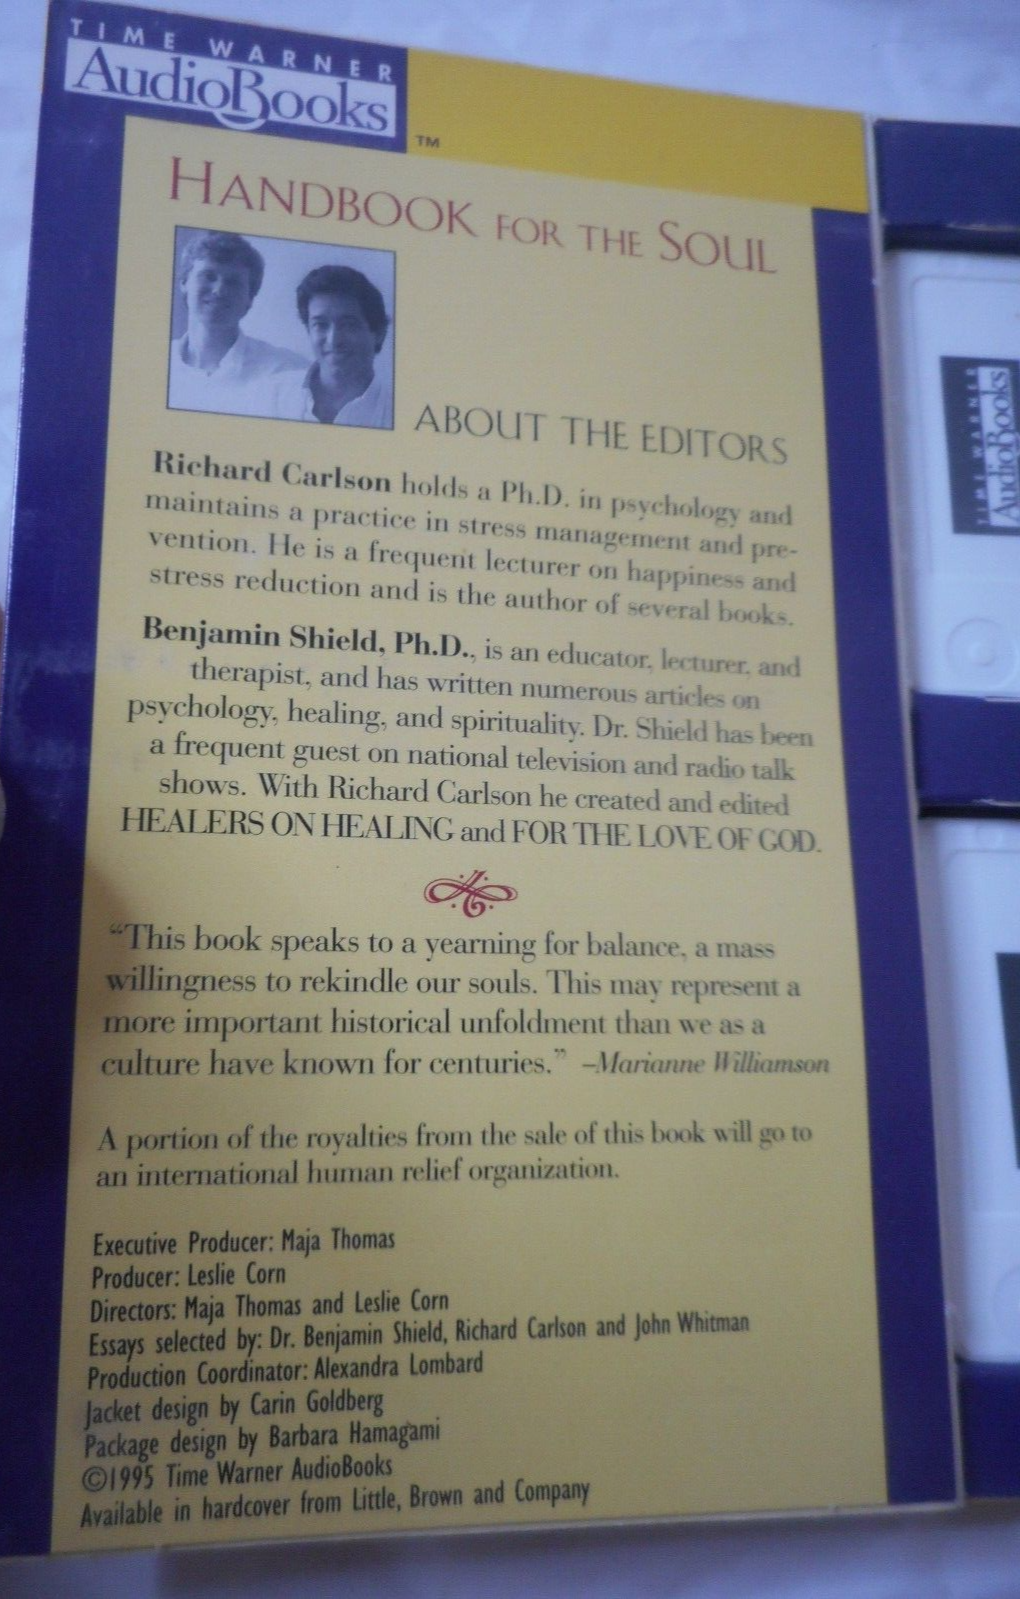 TIME WARNER
AudioBooks
TM
HANDBOOK FOR THE SOUL
ABOUT THE EDITORS
Richard Carlson holds a Ph.D. in psychology and
maintains a practice in stress management and pre-
vention. He is a frequent lecturer on happiness and
stress reduction and is the author of several books.
Benjamin Shield, Ph.D., is an educator, lecturer, and
therapist, and has written numerous articles on
psychology, healing, and spirituality. Dr. Shield has been
a frequent guest on national television and radio talk
shows. With Richard Carlson he created and edited
HEALERS ON HEALING and FOR THE LOVE OF GOD.
“This book speaks to a yearning for balance, a mass
willingness to rekindle our souls. This may represent a
more important historical unfoldment than we as a
culture have known for centuries.” –Marianne Williamson
A portion of the royalties from the sale of this book will go to
an international human relief organization.
Executive Producer: Maja Thomas
Producer: Leslie Corn
Directors: Maja Thomas and Leslie Corn
Essays selected by: Dr. Benjamin Shield, Richard Carlson and John Whitman
Production Coordinator: Alexandra Lombard
Jacket design by Carin Goldberg
Package design by Barbara Hamagami
©1995 Time Warner AudioBooks
Available in hardcover from Little, Brown and Company
TIME WARNER
AudioBooks